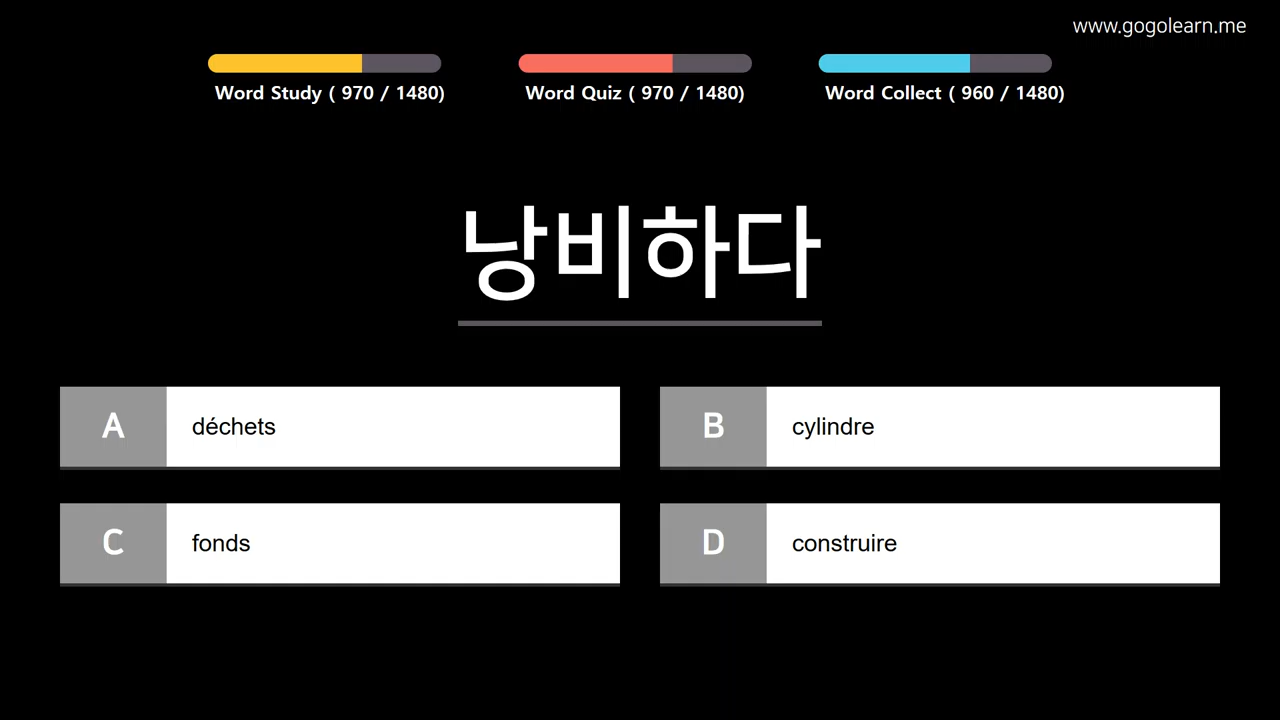 www.gogolearn.me
Word Study ( 970 / 1480)
Word Quiz ( 970 / 1480)
Word Collect ( 960 / 1480)
낭비하다
A déchets
B cylindre
C fonds
D construire